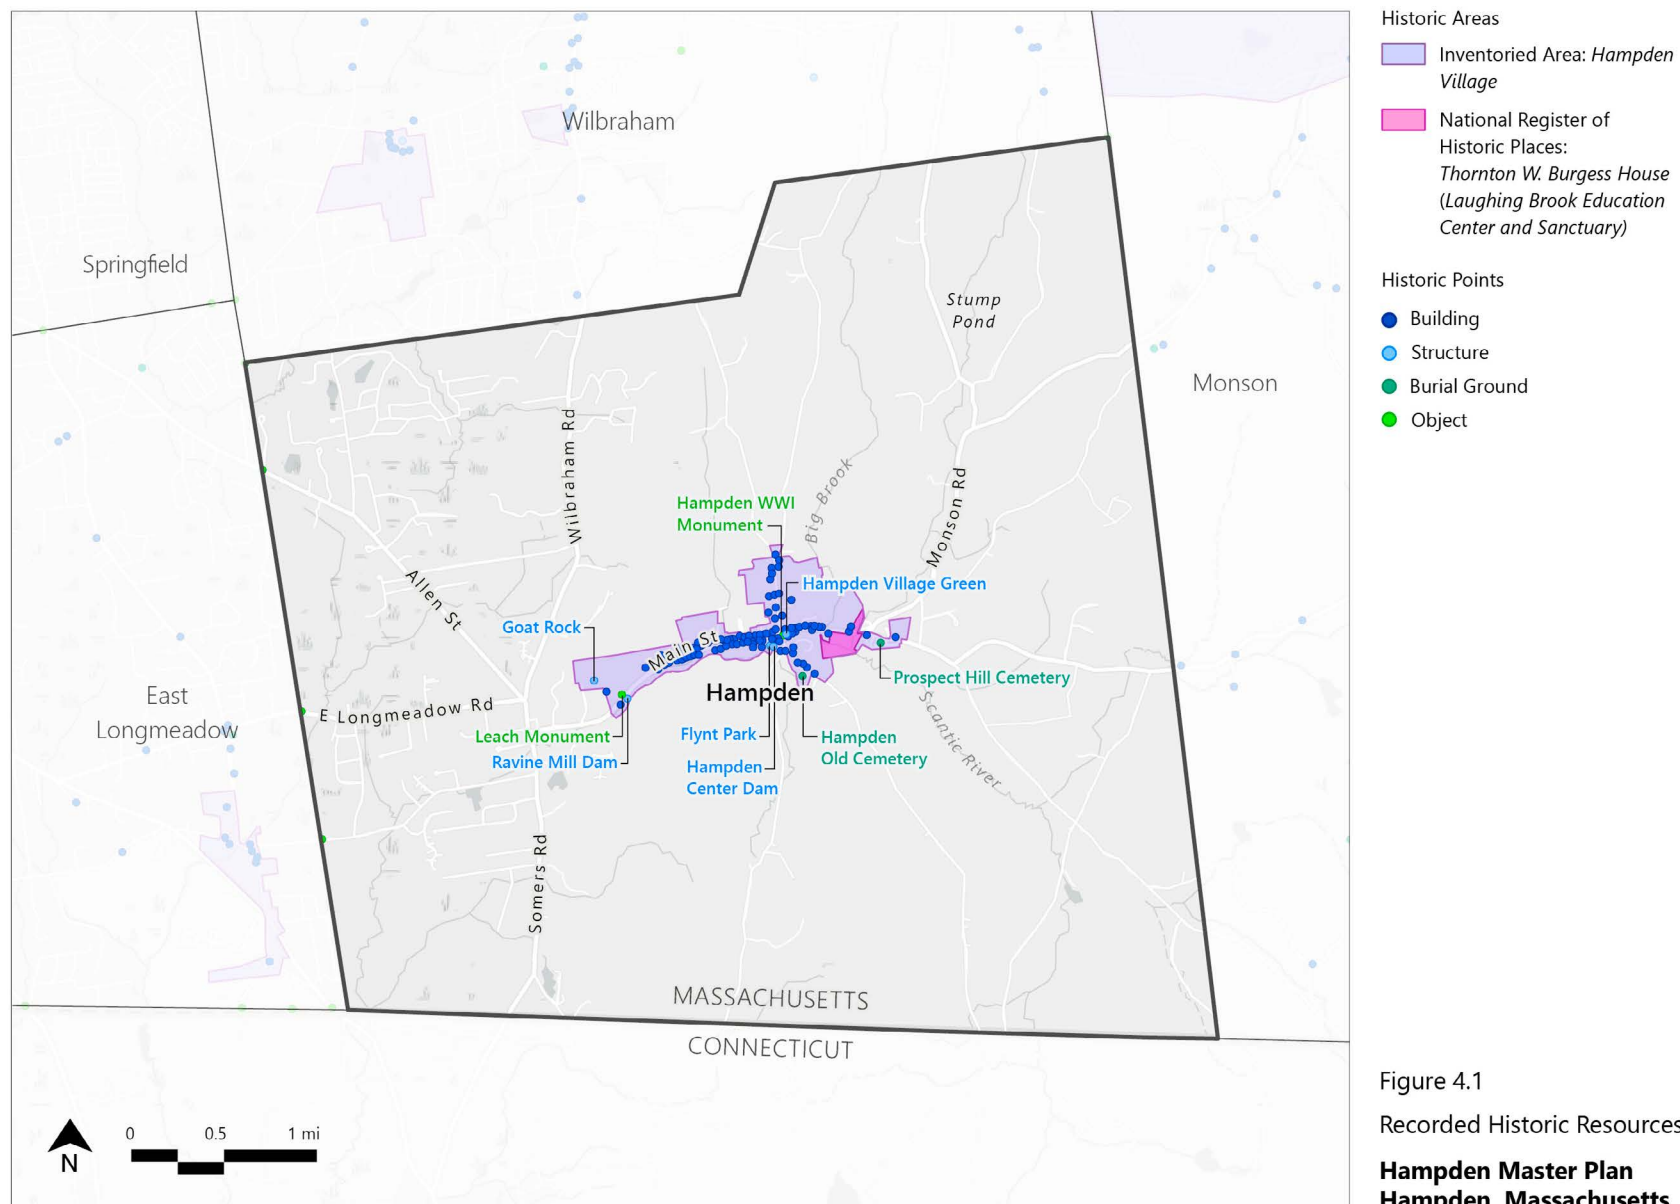 Historic Areas
Inventoried Area: Hampden
Village
National Register of
Historic Places:
Thornton W. Burgess House
(Laughing Brook Education
Center and Sanctuary)
Historic Points
Building
Structure
Burial Ground
Object
Wilbraham
Springfield
Stump
Pond
Monson
Wilbraham Rd
Big Brook
Monson Rd
Hampden WWI
Monument
Allen St
Hampden Village Green
Goat Rock
Main St
Prospect Hill Cemetery
Hampden
East
Longmeadow
E Longmeadow Rd
Scantic River
Leach Monument
Flynt Park
Hampden
Old Cemetery
Ravine Mill Dam
Hampden
Center Dam
Somers Rd
MASSACHUSETTS
CONNECTICUT
N
0 0.5 1 mi
Figure 4.1
Recorded Historic Resources
Hampden Master Plan
Hampden, Massachusetts